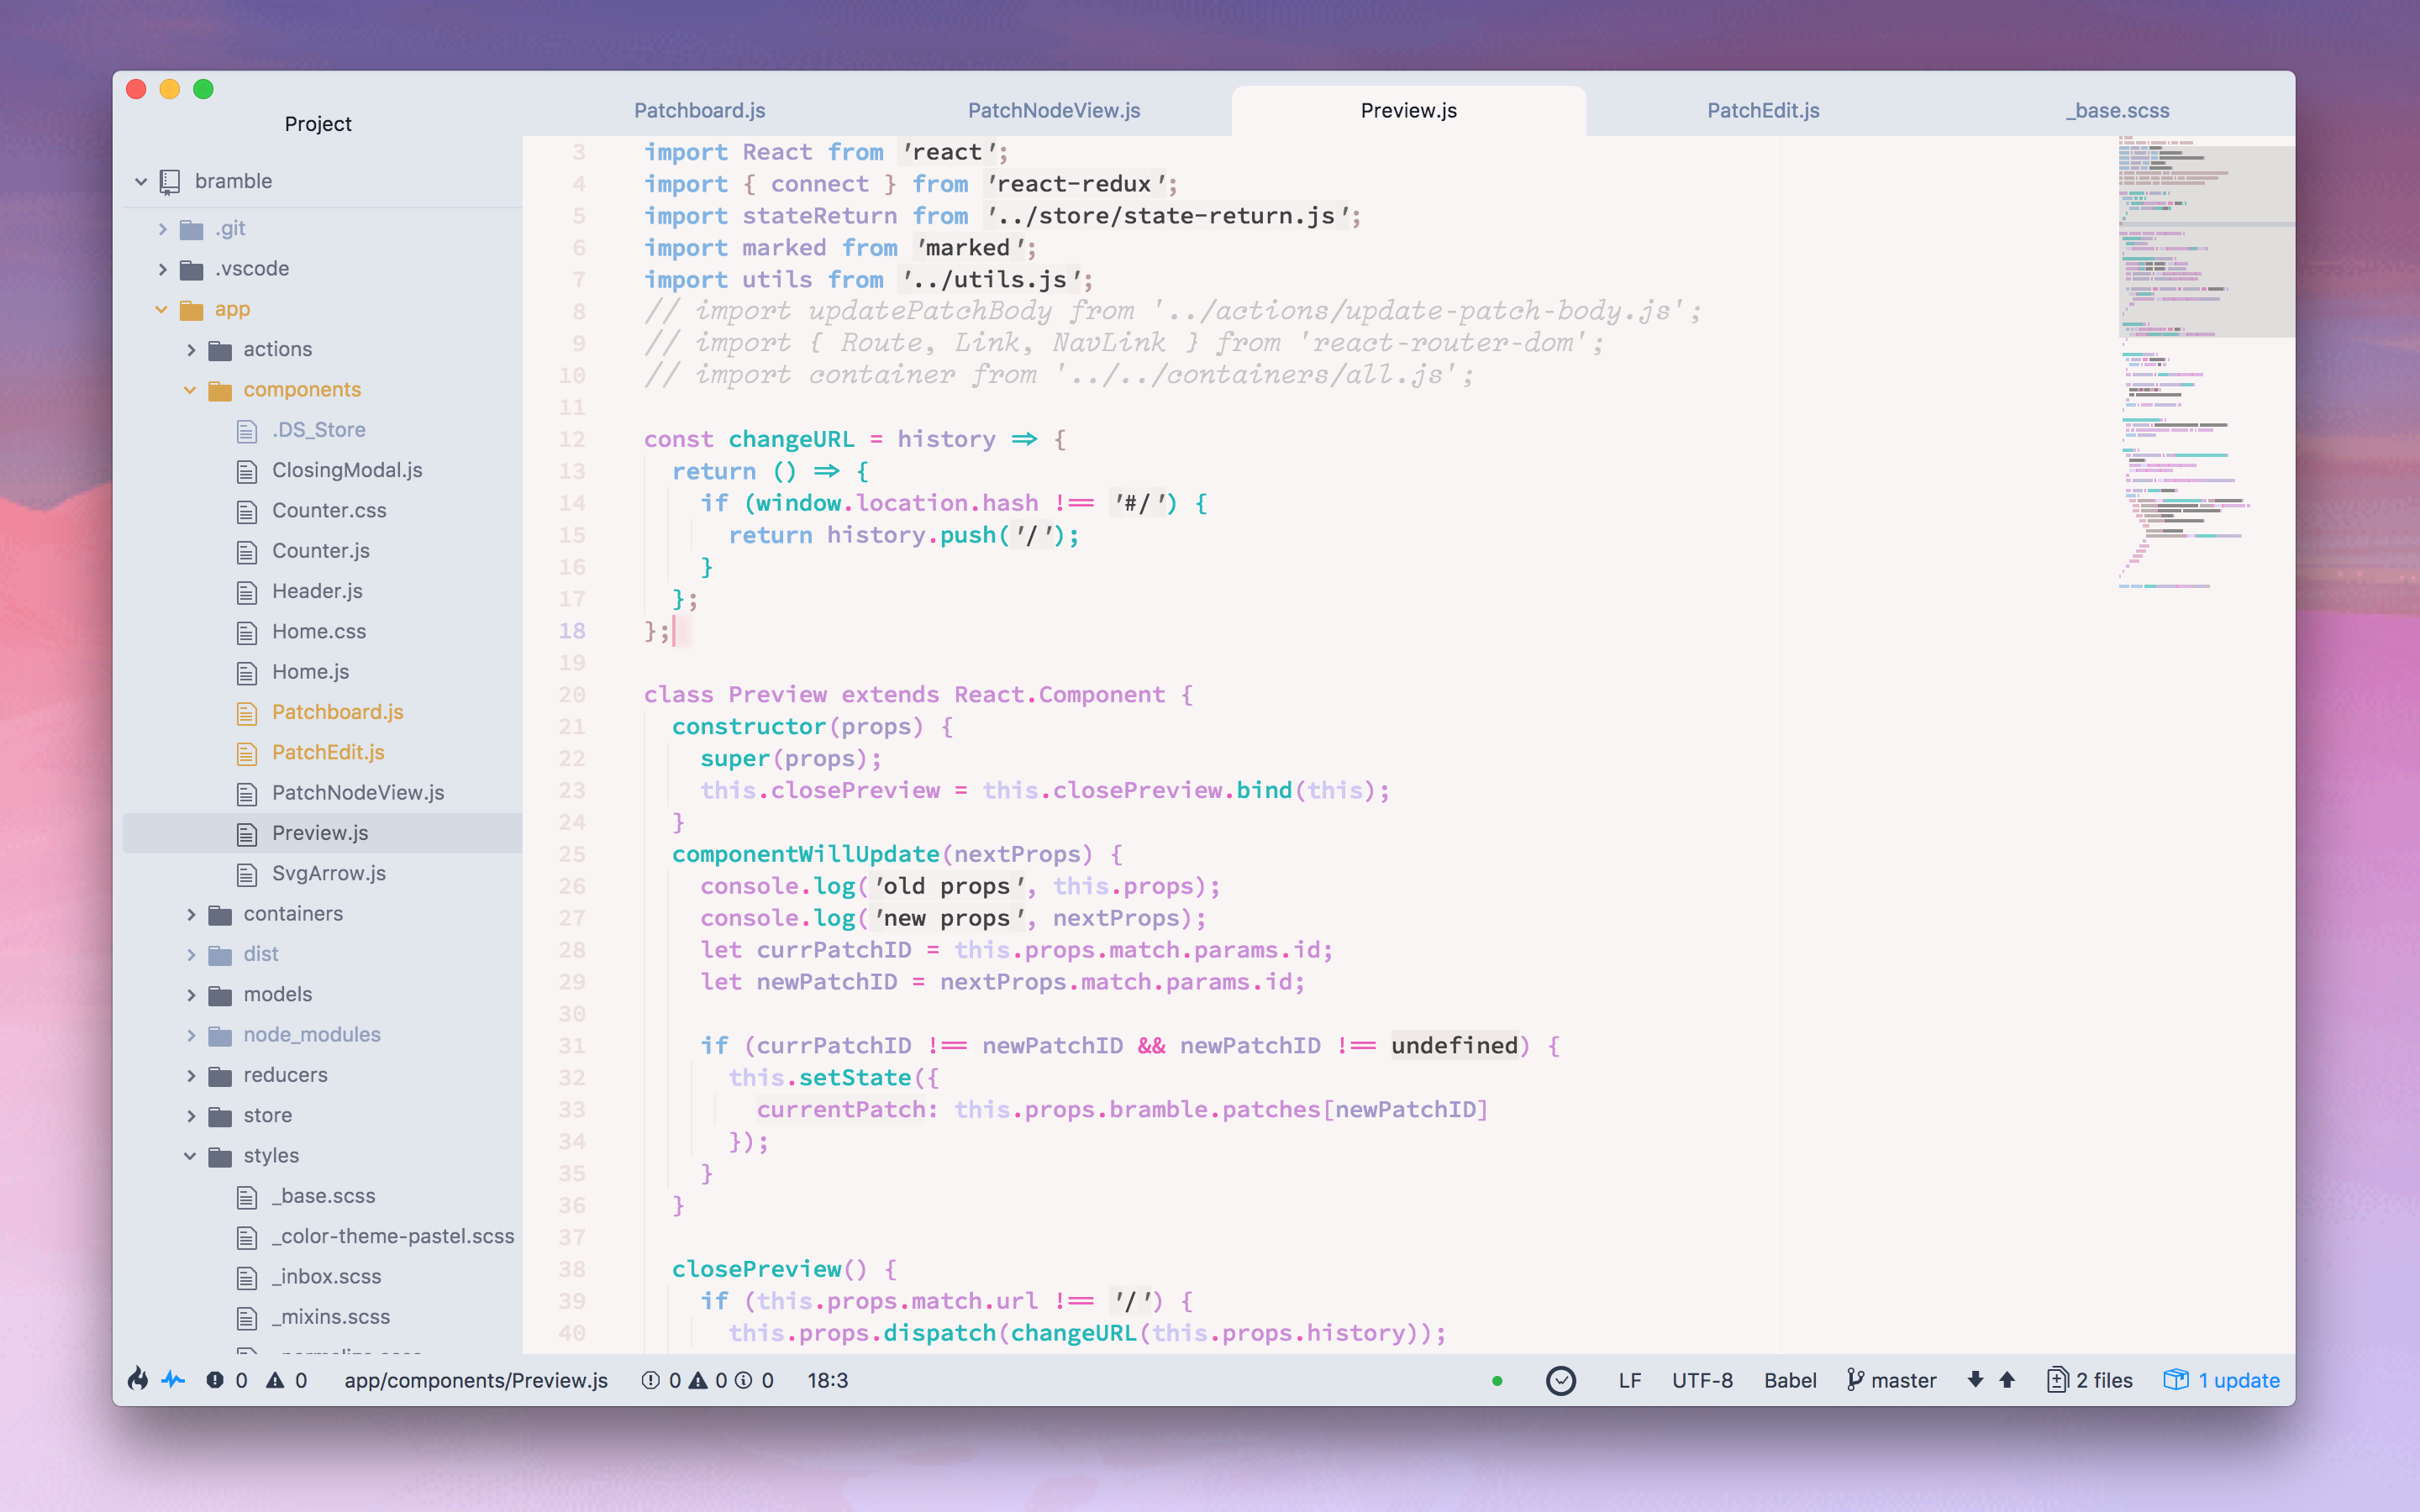 Project
bramble
.git
.vscode
app
actions
components
.DS_Store
ClosingModal.js
Counter.css
Counter.js
Header.js
Home.css
Home.js
Patchboard.js
PatchEdit.js
PatchNodeView.js
Preview.js
SvgArrow.js
containers
dist
models
node_modules
reducers
store
styles
_base.scss
_color-theme-pastel.scss
_inbox.scss
_mixins.scss
Patchboard.js PatchNodeView.js Preview.js PatchEdit.js _base.scss
3 import React from 'react';
4 import { connect } from 'react-redux';
5 import stateReturn from '../store/state-return.js';
6 import marked from 'marked';
7 import utils from '../utils.js';
8 // import updatePatchBody from '../actions/update-patch-body.js';
9 // import { Route, Link, NavLink } from 'react-router-dom';
10 // import container from '../../containers/all.js';
11
12 const changeURL = history => {
13 return () => {
14 if (window.location.hash !== '#/') {
15 return history.push('/');
16 }
17 };
18 };
19
20 class Preview extends React.Component {
21 constructor(props) {
22 super(props);
23 this.closePreview = this.closePreview.bind(this);
24 }
25 componentWillUpdate(nextProps) {
26 console.log('old props', this.props);
27 console.log('new props', nextProps);
28 let currPatchID = this.props.match.params.id;
29 let newPatchID = nextProps.match.params.id;
30
31 if (currPatchID !== newPatchID && newPatchID !== undefined) {
32 this.setState({
33 currentPatch: this.props.bramble.patches[newPatchID]
34 });
35 }
36 }
37
38 closePreview() {
39 if (this.props.match.url !== '/') {
40 this.props.dispatch(changeURL(this.props.history));
0 0 app/components/Preview.js 0 0 0 18:3 LF UTF-8 Babel master 2 files 1 update